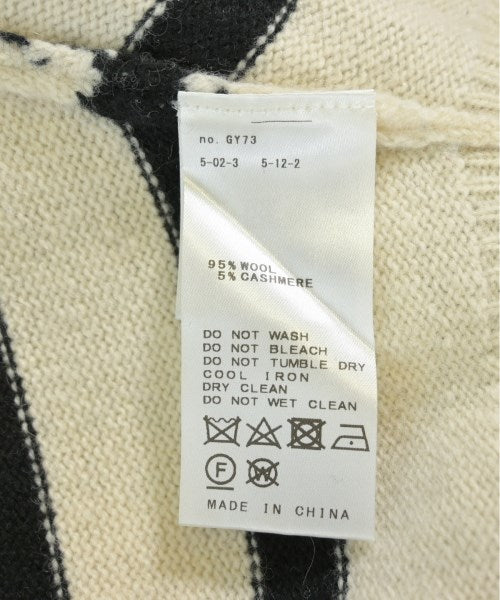 no. GY73
5-02-3 5-12-2
95% WOOL
5% CASHMERE
DO NOT WASH
DO NOT BLEACH
DO NOT TUMBLE DRY
COOL IRON
DRY CLEAN
DO NOT WET CLEAN
F W
MADE IN CHINA